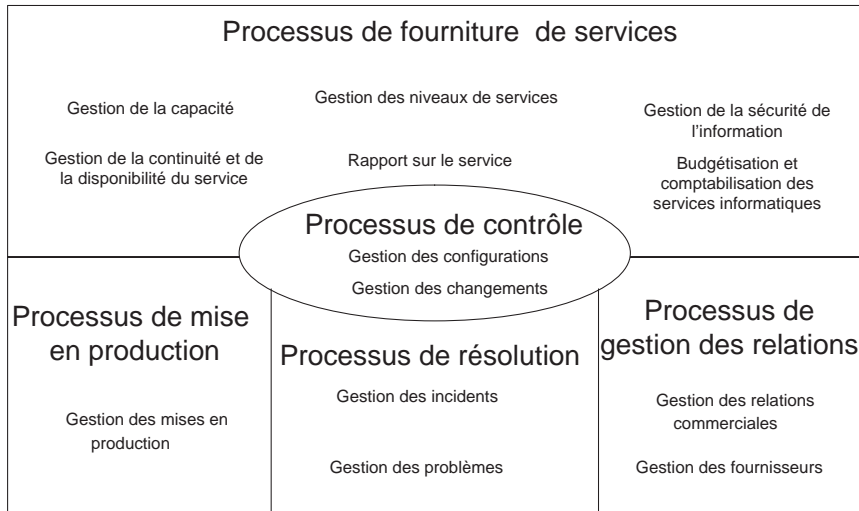 Processus de fourniture de services
Gestion de la capacité
Gestion des niveaux de services
Gestion de la sécurité de
l'information
Gestion de la continuité et de
la disponibilité du service
Rapport sur le service
Budgétisation et
comptabilisation des
services informatiques
Processus de contrôle
Gestion des configurations
Gestion des changements
Processus de mise
en production
Gestion des mises en
production
Processus de résolution
Gestion des incidents
Gestion des problèmes
Processus de
gestion des relations
Gestion des relations
commerciales
Gestion des fournisseurs